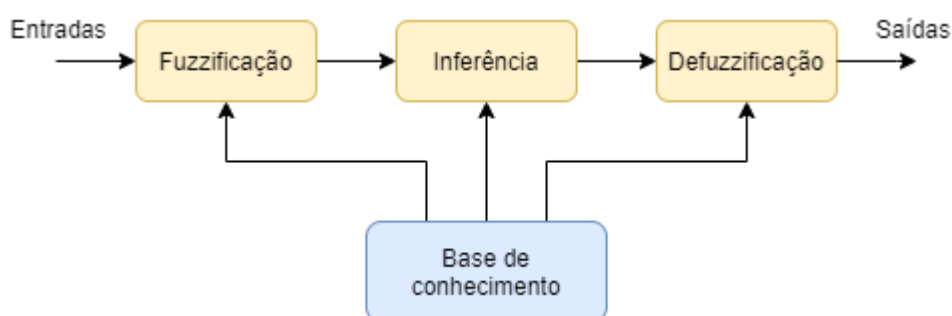 Entradas
Saídas
Fuzzificação
Inferência
Defuzzificação
Base de
conhecimento